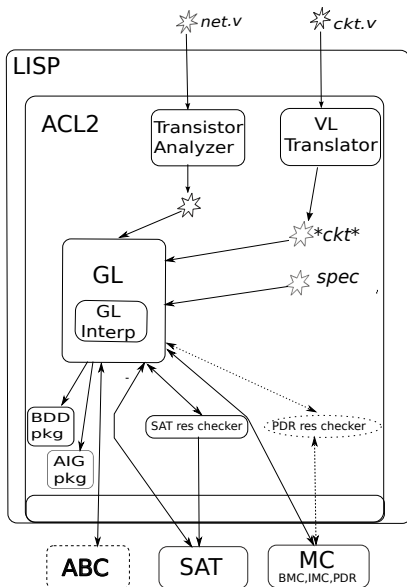 net.v
ckt.v
LISP
ACL2
Transistor
Analyzer
VL
Translator
*ckt*
spec
GL
GL
Interp
BDD
pkg
AIG
pkg
SAT res checker
PDR res checker
ABC
SAT
MC
BMC,IMC,PDR